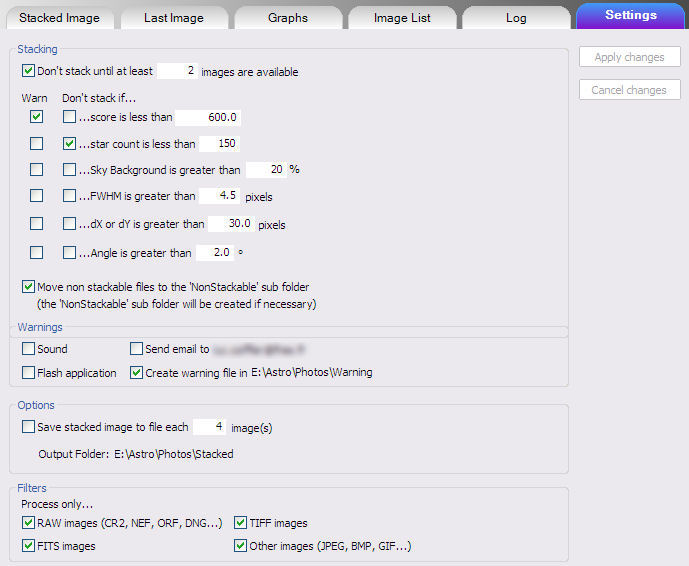 Stacked Image Last Image Graphs Image List Log Settings
Stacking
Apply changes
Don't stack until at least 2 images are available
Cancel changes
Warn Don't stack if...
...score is less than 600.0
...star count is less than 150
...Sky Background is greater than 20 %
...FWHM is greater than 4.5 pixels
...dX or dY is greater than 30.0 pixels
...Angle is greater than 2.0 º
Move non stackable files to the 'NonStackable' sub folder
(the 'NonStackable' sub folder will be created if necessary)
Warnings
Sound Send email to
Flash application Create warning file in E:\Astro\Photos\Warning
Options
Save stacked image to file each 4 image(s)
Output Folder: E:\Astro\Photos\Stacked
Filters
Process only...
RAW images (CR2, NEF, ORF, DNG...) TIFF images
FITS images Other images (JPEG, BMP, GIF...)